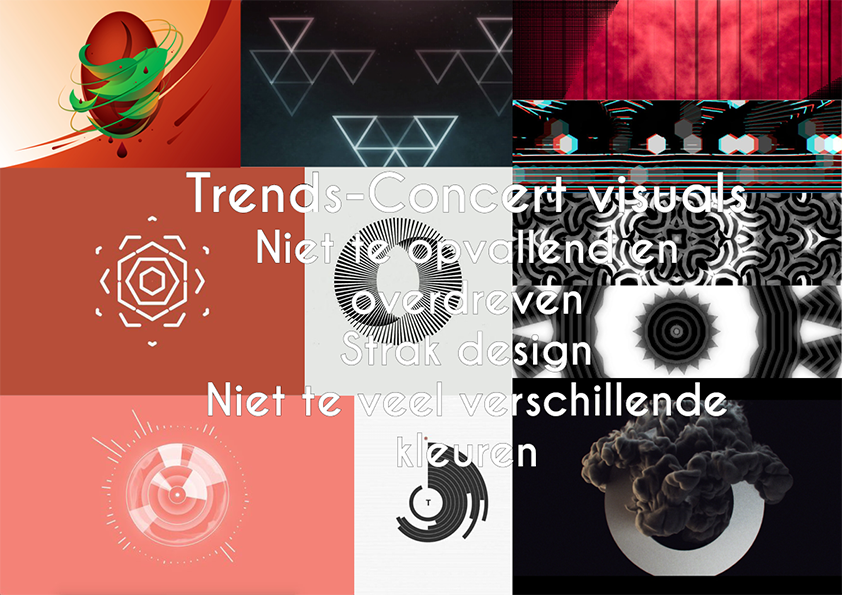 Trends-Concert visuals
Niet te opvallend en
overdreven
Strak design
Niet te veel verschillende
kleuren
T